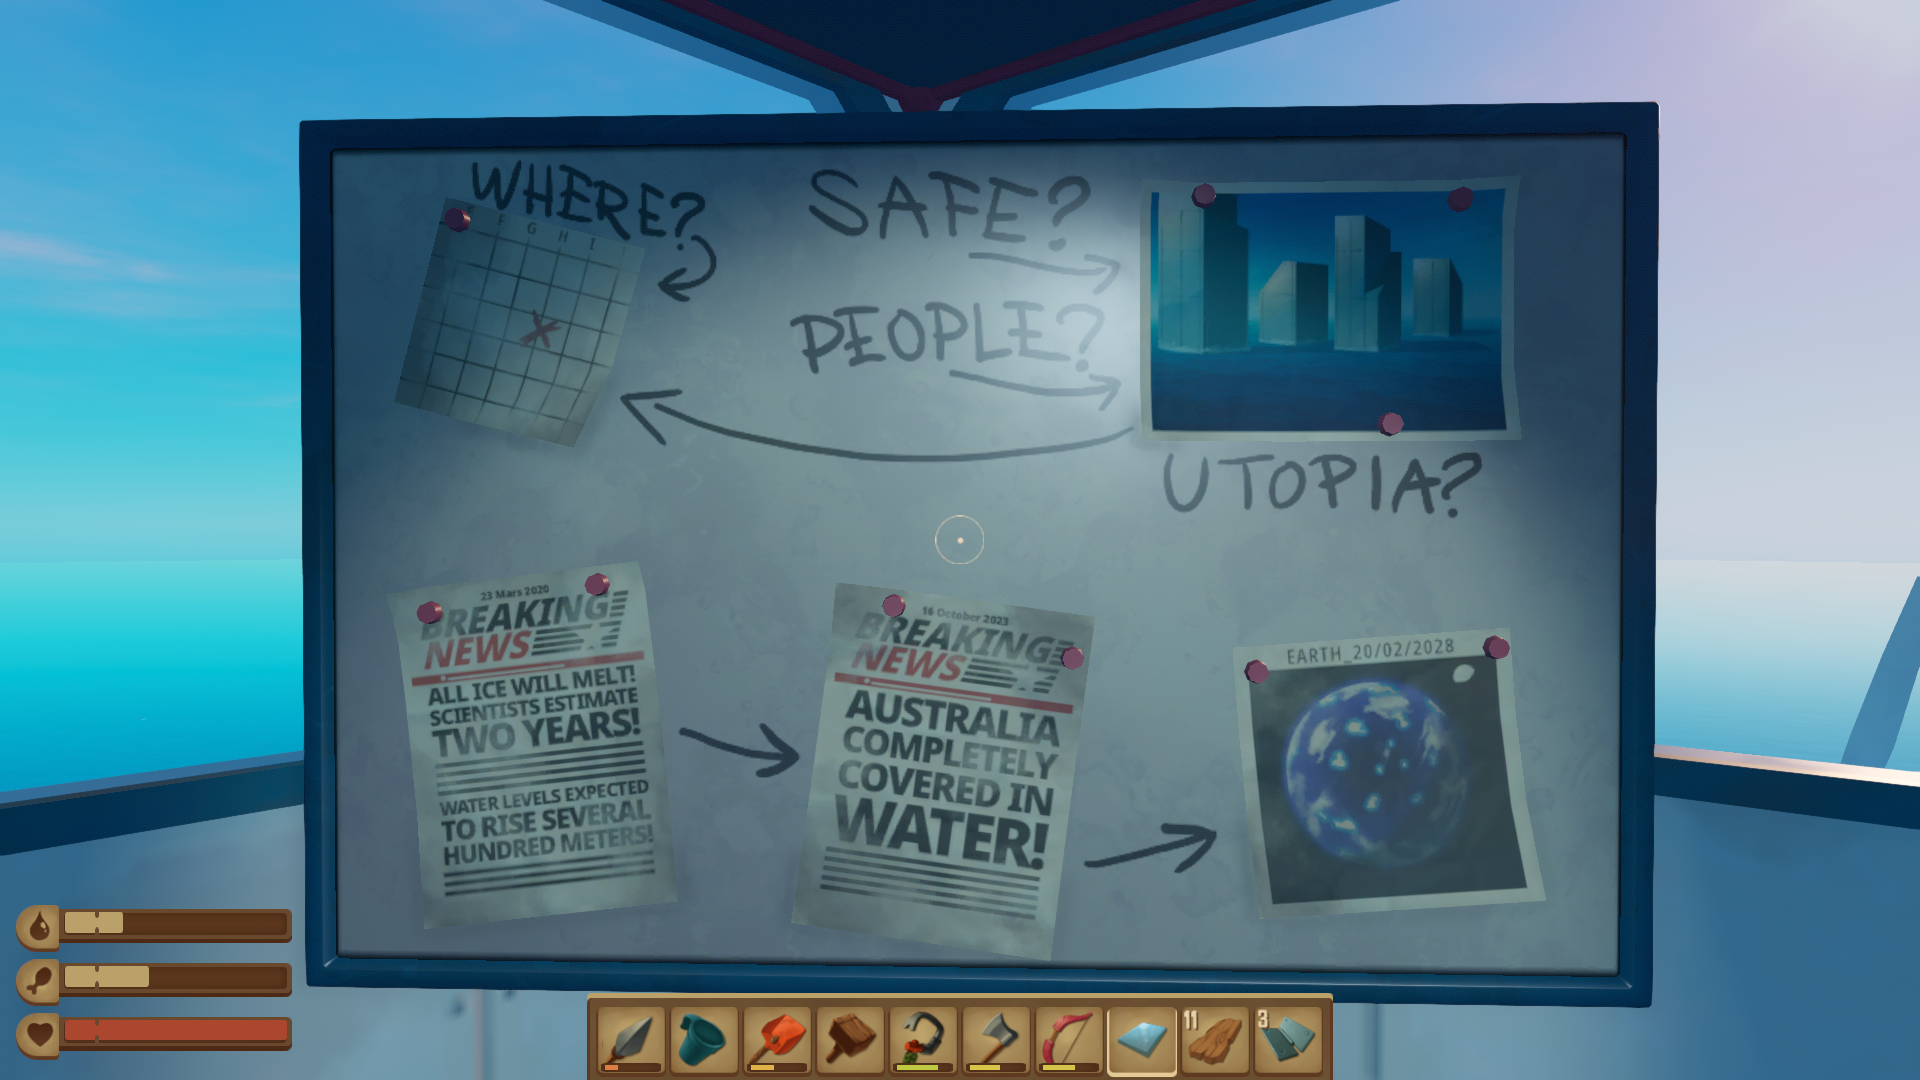 WHERE?
F G H I
SAFE?
PEOPLE?
UTOPIA?
23 Mars 2020
BREAKING
NEWS
ALL ICE WILL MELT!
SCIENTISTS ESTIMATE
TWO YEARS!
WATER LEVELS EXPECTED
TO RISE SEVERAL
HUNDRED METERS!
16 October 2023
BREAKING
NEWS
AUSTRALIA
COMPLETELY
COVERED IN
WATER!
EARTH_20/02/2028
11
3